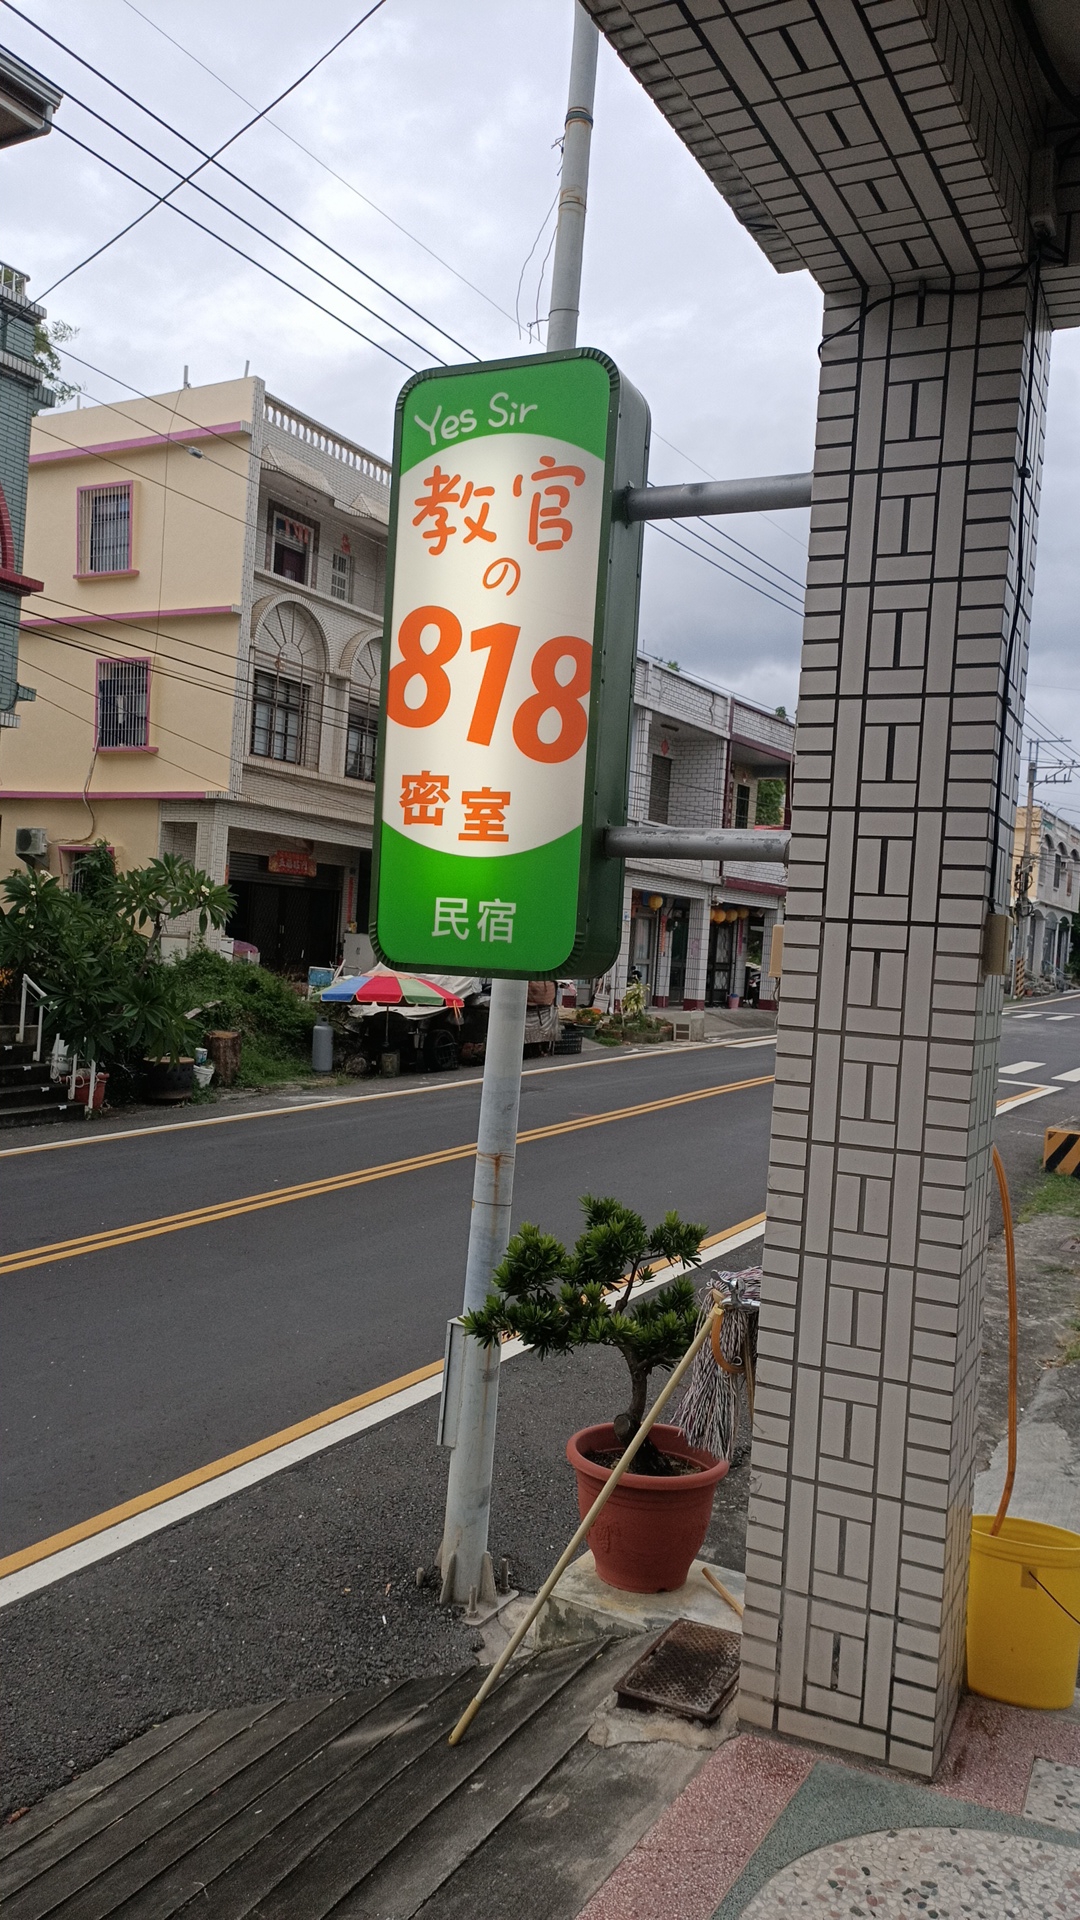 Yes Sir
教官
の
818
密室
民宿